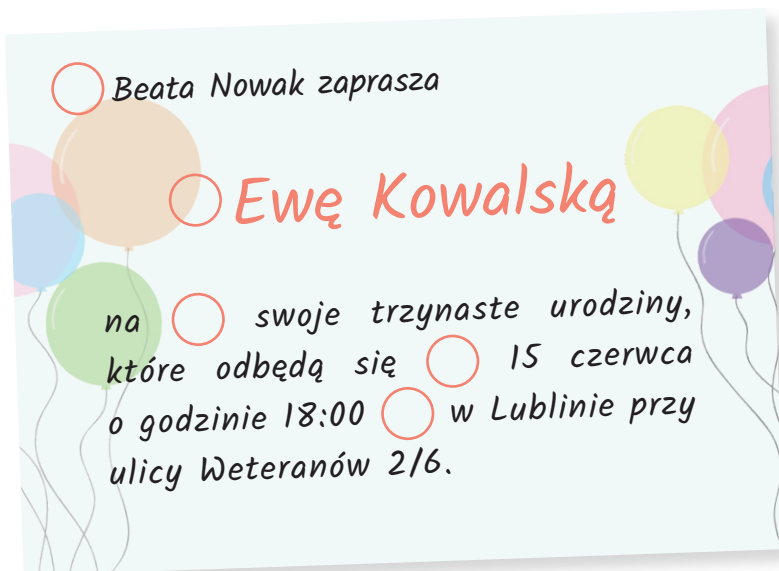 Beata Nowak zaprasza
Ewę Kowalską
na swoje trzynaste urodziny,
które odbędą się 15 czerwca
o godzinie 18:00 w Lublinie przy
ulicy Weteranów 2/6.